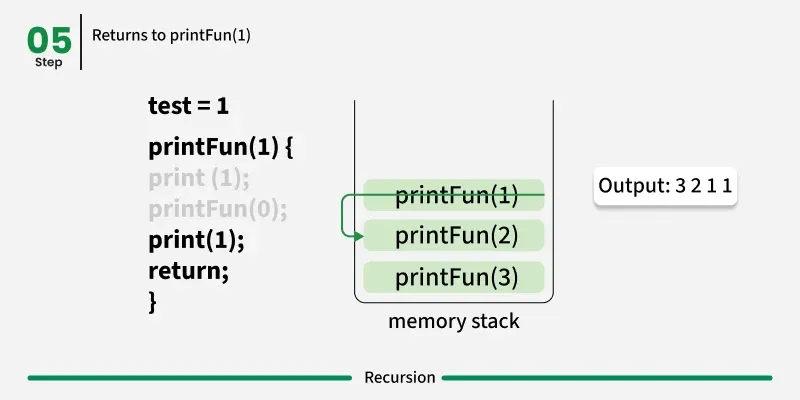 05
Step
Returns to printFun(1)
test = 1
printFun(1) {
print (1);
printFun(0);
print(1);
return;
}
printFun(1)
printFun(2)
printFun(3)
memory stack
Output: 3 2 1 1
Recursion